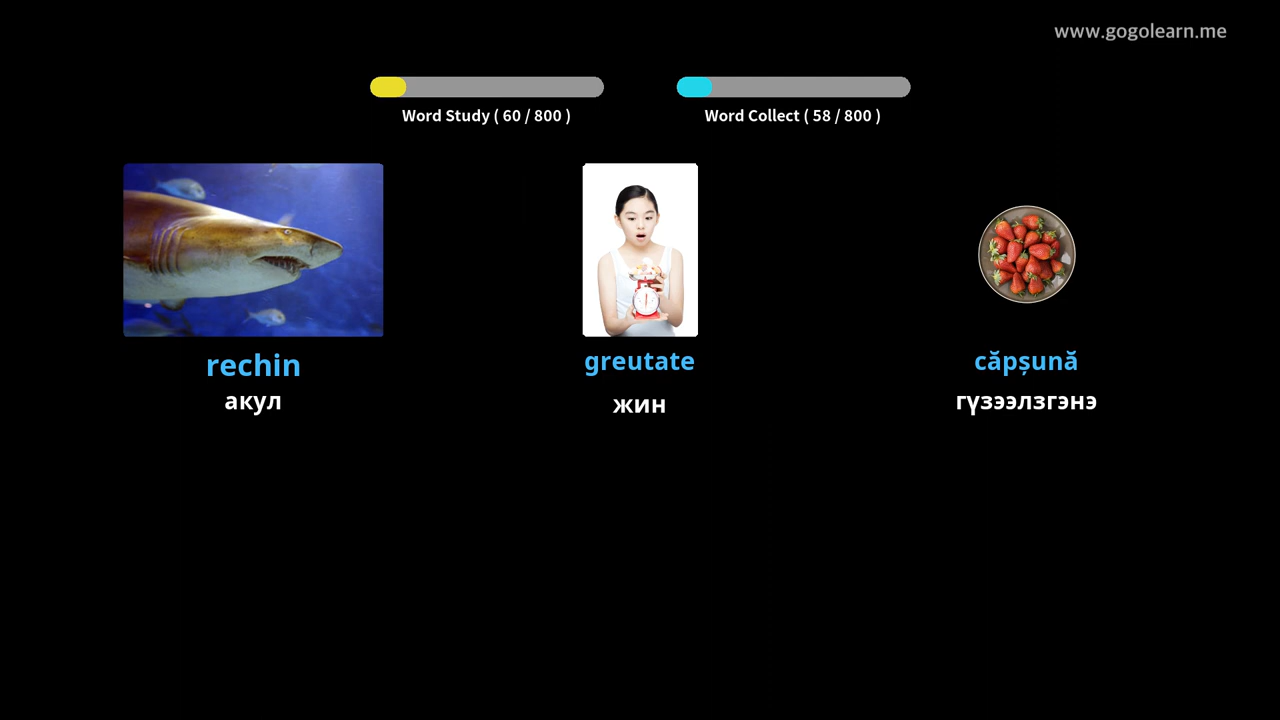 www.gogolearn.me
Word Study ( 60 / 800 )
Word Collect ( 58 / 800 )
rechin
акул
greutate
жин
căpșună
гүзээлзгэнэ